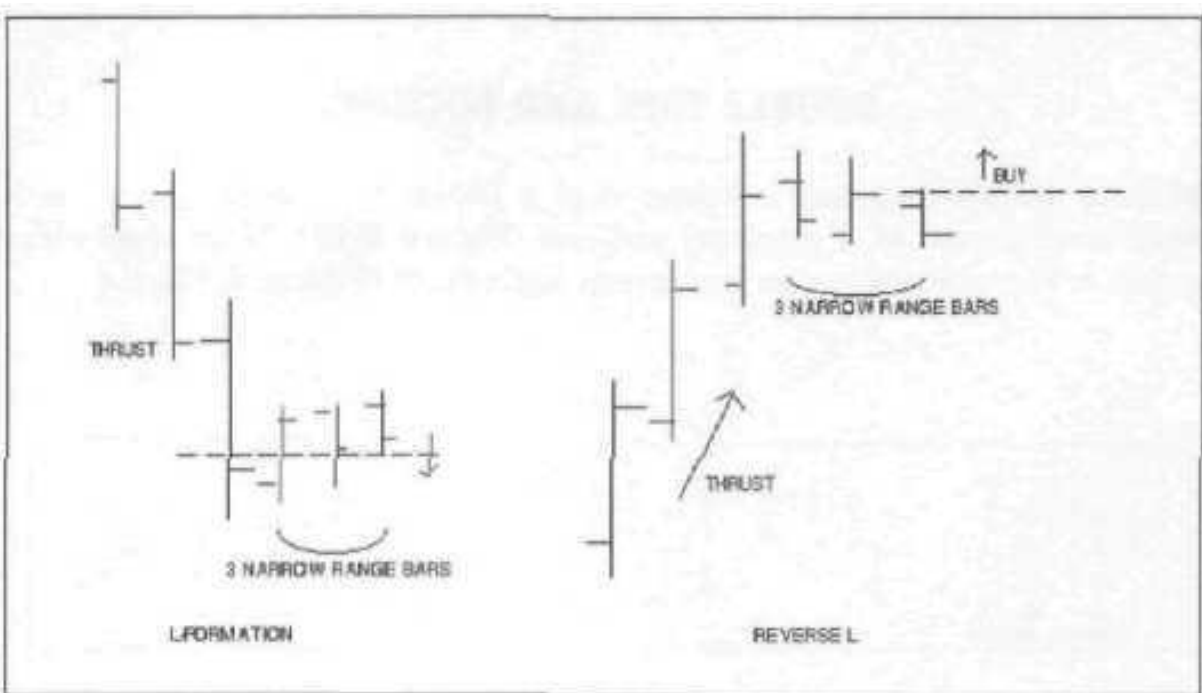 THRUST
3 NARROW RANGE BARS
L-FORMATION
BUY
3 NARROW RANGE BARS
THRUST
REVERSE L